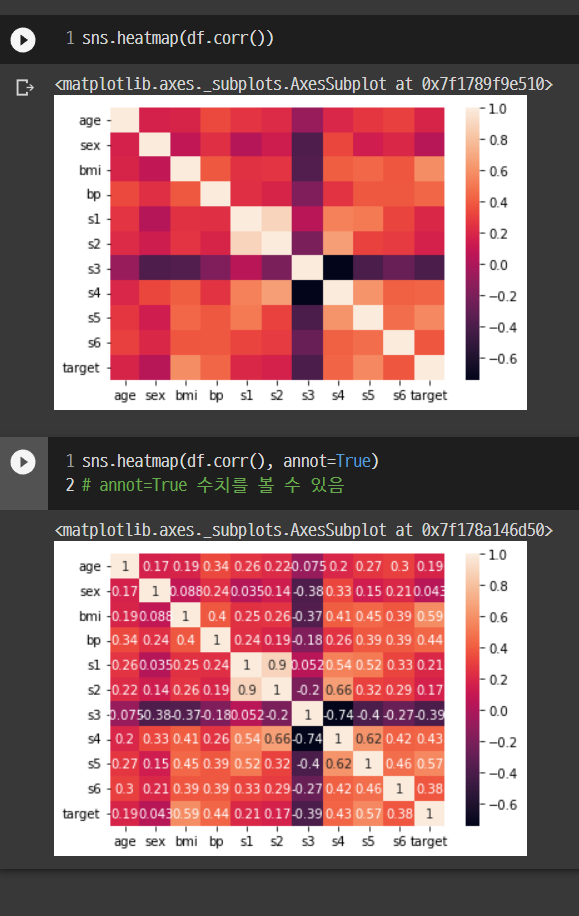 1 sns.heatmap(df.corr())
<matplotlib.axes._subplots.AxesSubplot at 0x7f1789f9e510>
age
sex
bmi
bp
s1
s2
s3
s4
s5
s6
target
age sex bmi bp s1 s2 s3 s4 s5 s6 target
1.0
0.8
0.6
0.4
0.2
0.0
−0.2
−0.4
−0.6
1 sns.heatmap(df.corr(), annot=True)
2 # annot=True 수치를 볼 수 있음
<matplotlib.axes._subplots.AxesSubplot at 0x7f178a146d50>
age 1 0.17 0.19 0.34 0.26 0.22 -0.075 0.2 0.27 0.3 0.19
sex 0.17 1 0.088 0.24 0.035 0.14 -0.38 0.33 0.15 0.21 0.043
bmi 0.19 0.088 1 0.4 0.25 0.26 -0.37 0.41 0.45 0.39 0.59
bp 0.34 0.24 0.4 1 0.24 0.19 -0.18 0.26 0.39 0.39 0.44
s1 0.26 0.035 0.25 0.24 1 0.9 0.052 0.54 0.52 0.33 0.21
s2 0.22 0.14 0.26 0.19 0.9 1 -0.2 0.66 0.32 0.29 0.17
s3 -0.075 -0.38 -0.37 -0.18 0.052 -0.2 1 -0.74 -0.4 -0.27 -0.39
s4 0.2 0.33 0.41 0.26 0.54 0.66 -0.74 1 0.62 0.42 0.43
s5 0.27 0.15 0.45 0.39 0.52 0.32 -0.4 0.62 1 0.46 0.57
s6 0.3 0.21 0.39 0.39 0.33 0.29 -0.27 0.42 0.46 1 0.38
target 0.19 0.043 0.59 0.44 0.21 0.17 -0.39 0.43 0.57 0.38 1
age sex bmi bp s1 s2 s3 s4 s5 s6 target
1.0
0.8
0.6
0.4
0.2
0.0
−0.2
−0.4
−0.6